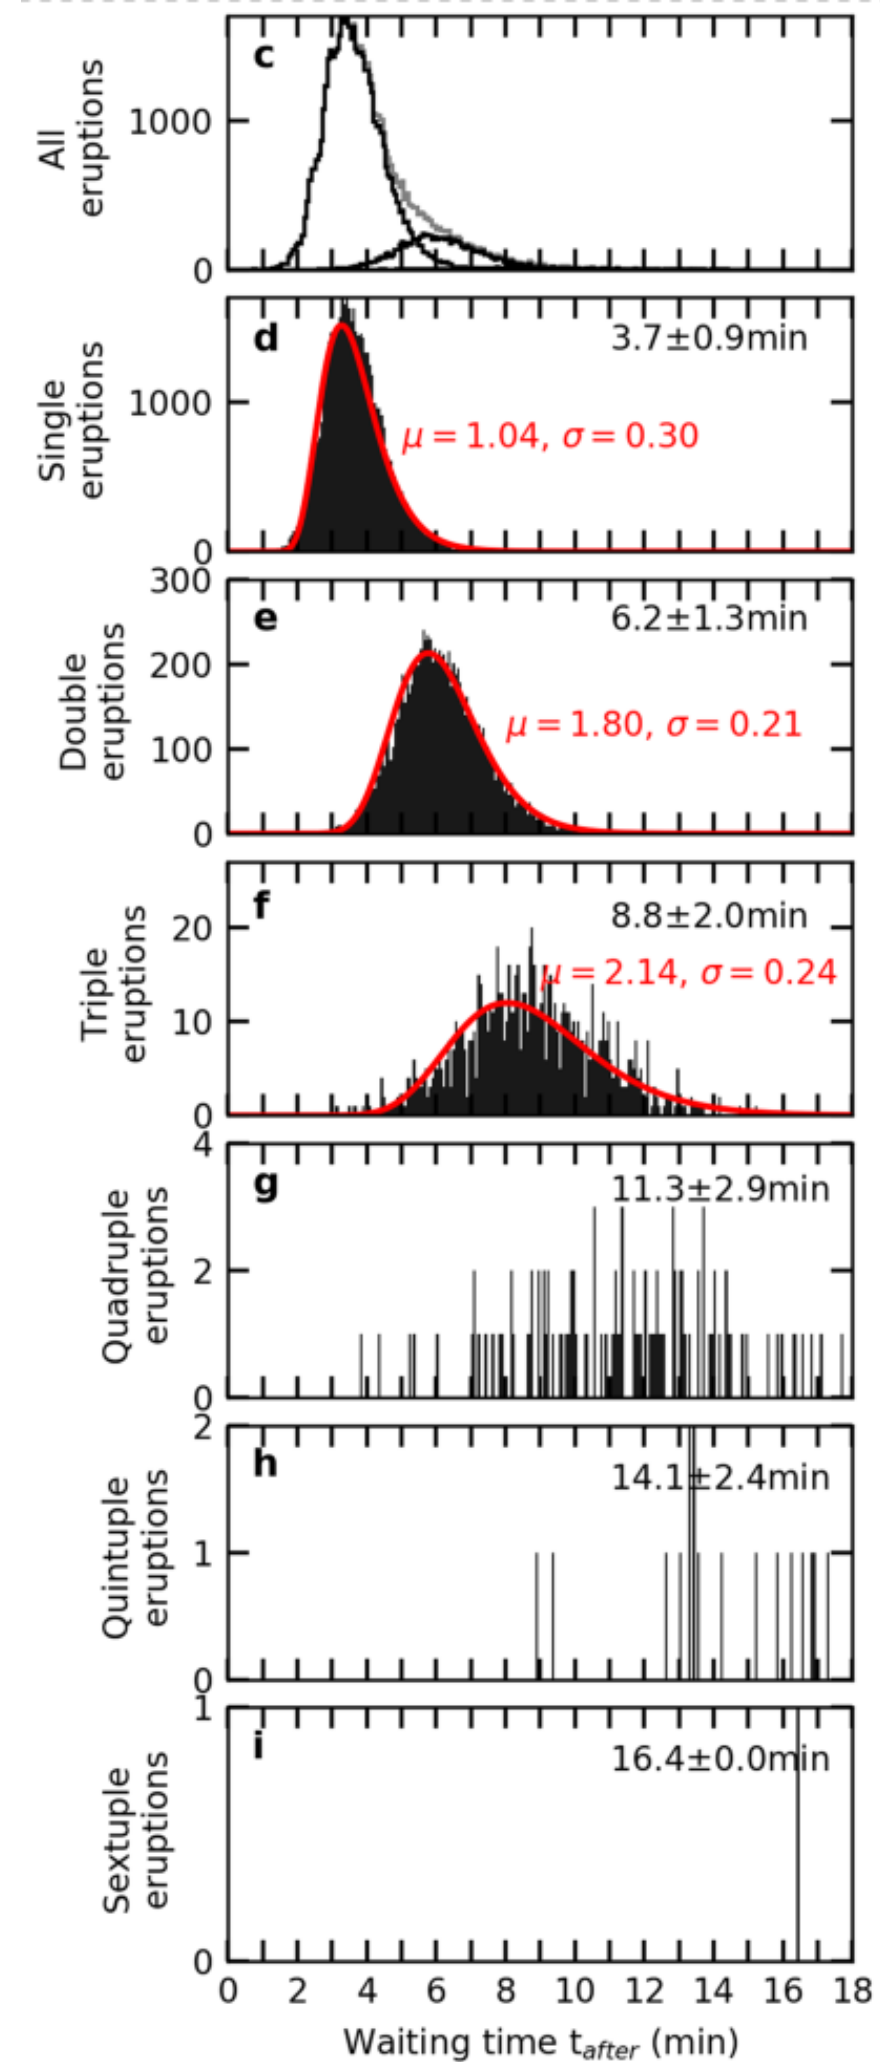 c
All
eruptions
1000
0
d
3.7±0.9min
Single
eruptions
1000
μ = 1.04, σ = 0.30
0
300
e
6.2±1.3min
Double
eruptions
200
μ = 1.80, σ = 0.21
100
0
f
8.8±2.0min
Triple
eruptions
20
μ = 2.14, σ = 0.24
10
0
4
g
11.3±2.9min
Quadruple
eruptions
2
0
2
h
14.1±2.4min
Quintuple
eruptions
1
0
1
i
16.4±0.0min
Sextuple
eruptions
0
0 2 4 6 8 10 12 14 16 18
Waiting time tafter (min)